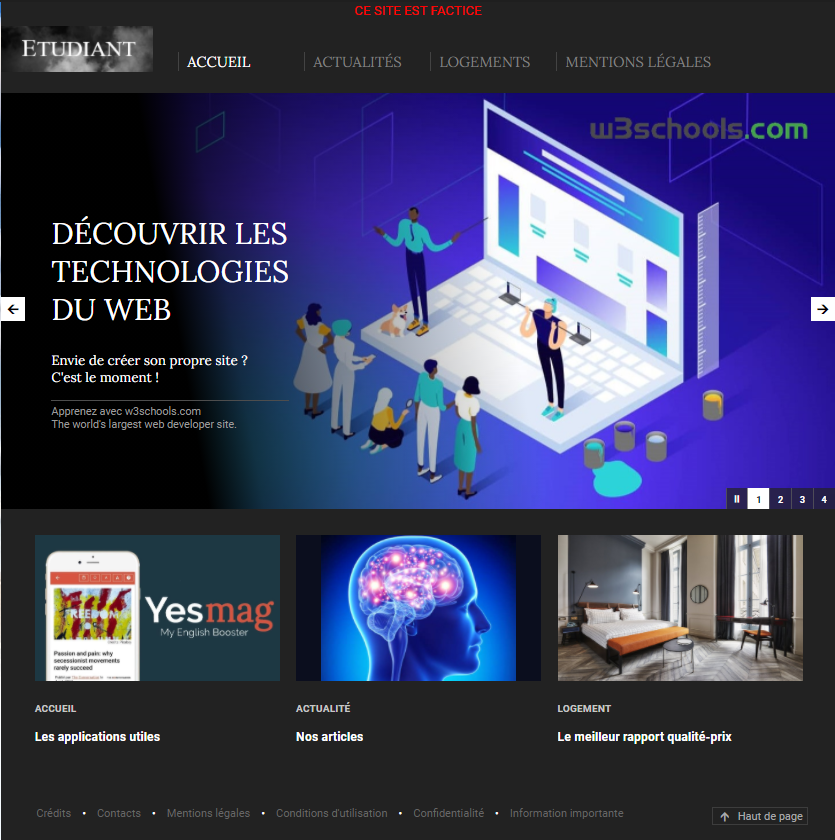 CE SITE EST FACTICE
ETUDIANT
ACCUEIL
ACTUALITÉS
LOGEMENTS
MENTIONS LÉGALES
w3schools.com
DÉCOUVRIR LES
TECHNOLOGIES
DU WEB
Envie de créer son propre site ?
C'est le moment !
Apprenez avec w3schools.com
The world's largest web developer site.
1 2 3 4
FREEDOM
Passion and pain: why
secessionist movements
rarely succeed
Yesmag
My English Booster
ACCUEIL
Les applications utiles
ACTUALITÉ
Nos articles
LOGEMENT
Le meilleur rapport qualité-prix
Crédits • Contacts • Mentions légales • Conditions d'utilisation • Confidentialité • Information importante
Haut de page